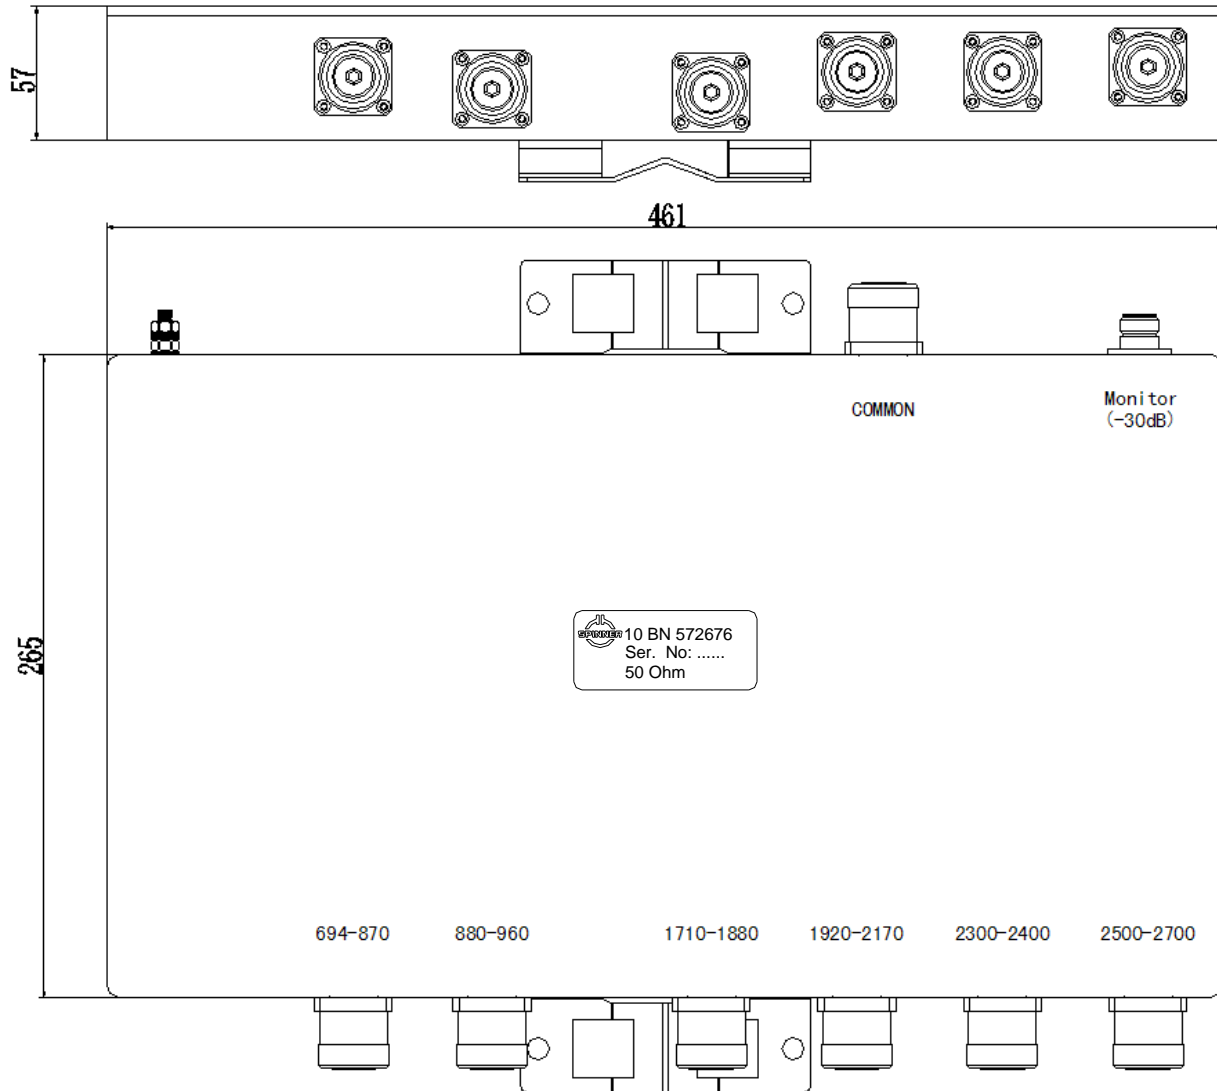 57
461
COMMON
Monitor
(-30dB)
265
SPINNER
10 BN 572676
Ser. No: ......
50 Ohm
694-870
880-960
1710-1880
1920-2170
2300-2400
2500-2700